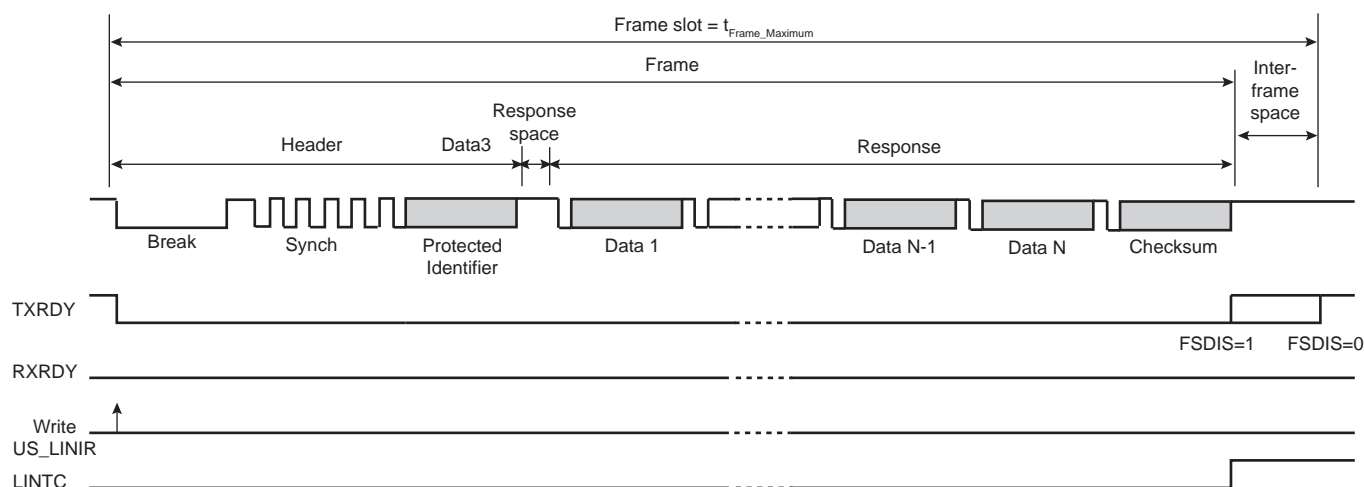 Frame slot = tFrame_Maximum
Frame
Inter-
frame
space
Response
space
Header
Data3
Response
Break
Synch
Protected
Identifier
Data 1
Data N-1
Data N
Checksum
TXRDY
FSDIS=1
FSDIS=0
RXRDY
Write
US_LINIR
LINTC